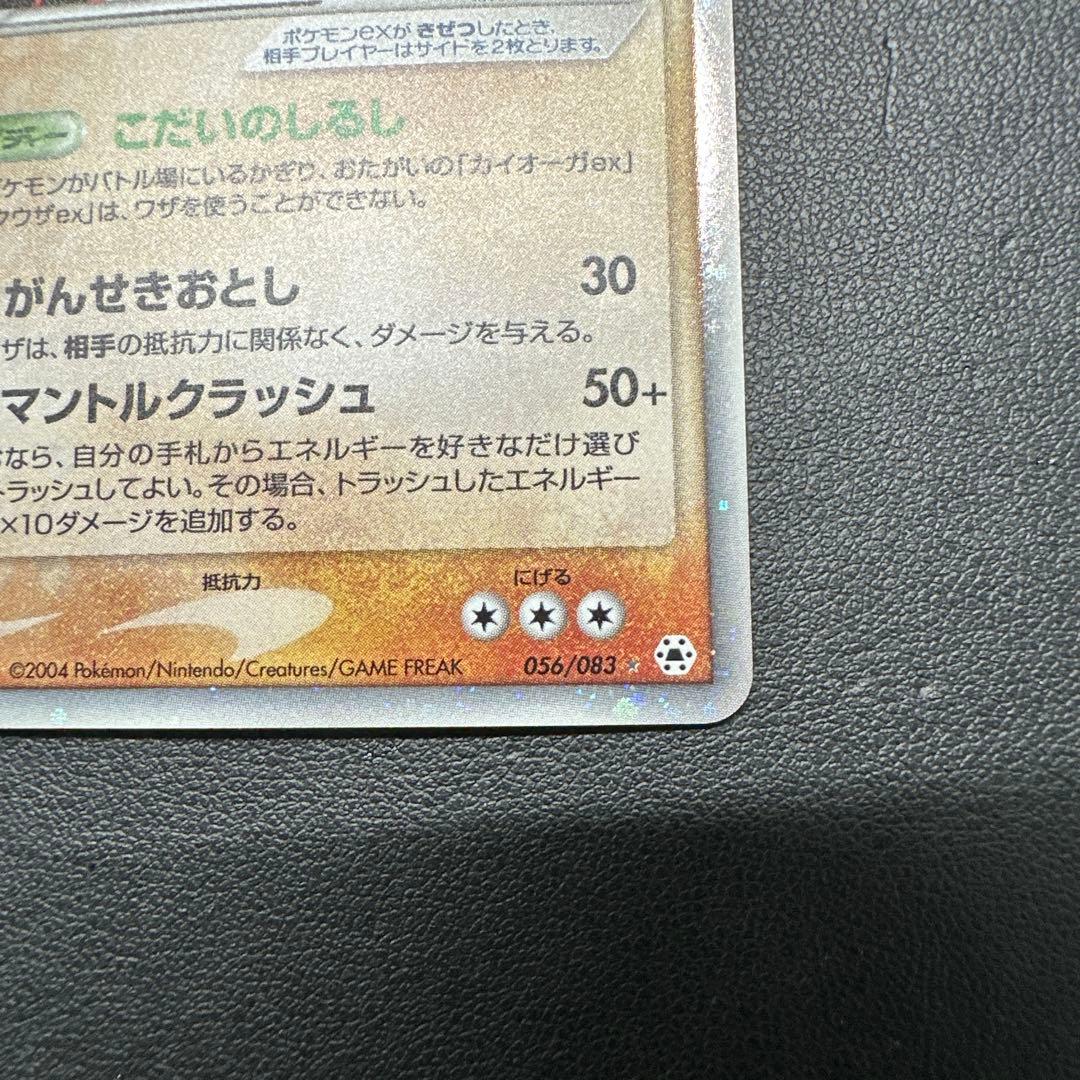 ポケモンexがきぜつしたとき、
相手プレイヤーはサイドを2枚とります。
こだいのしるし
ケモンがバトル場にいるかぎり、おたがいの「カイオーガex」
クウザex」は、ワザを使うことができない。
がんせきおとし 30
ザは、相手の抵抗力に関係なく、ダメージを与える。
マントルクラッシュ 50+
なら、自分の手札からエネルギーを好きなだけ選び
トラッシュしてよい。その場合、トラッシュしたエネルギー
×10ダメージを追加する。
抵抗力 にげる
©2004 Pokémon/Nintendo/Creatures/GAME FREAK 056/083 ★